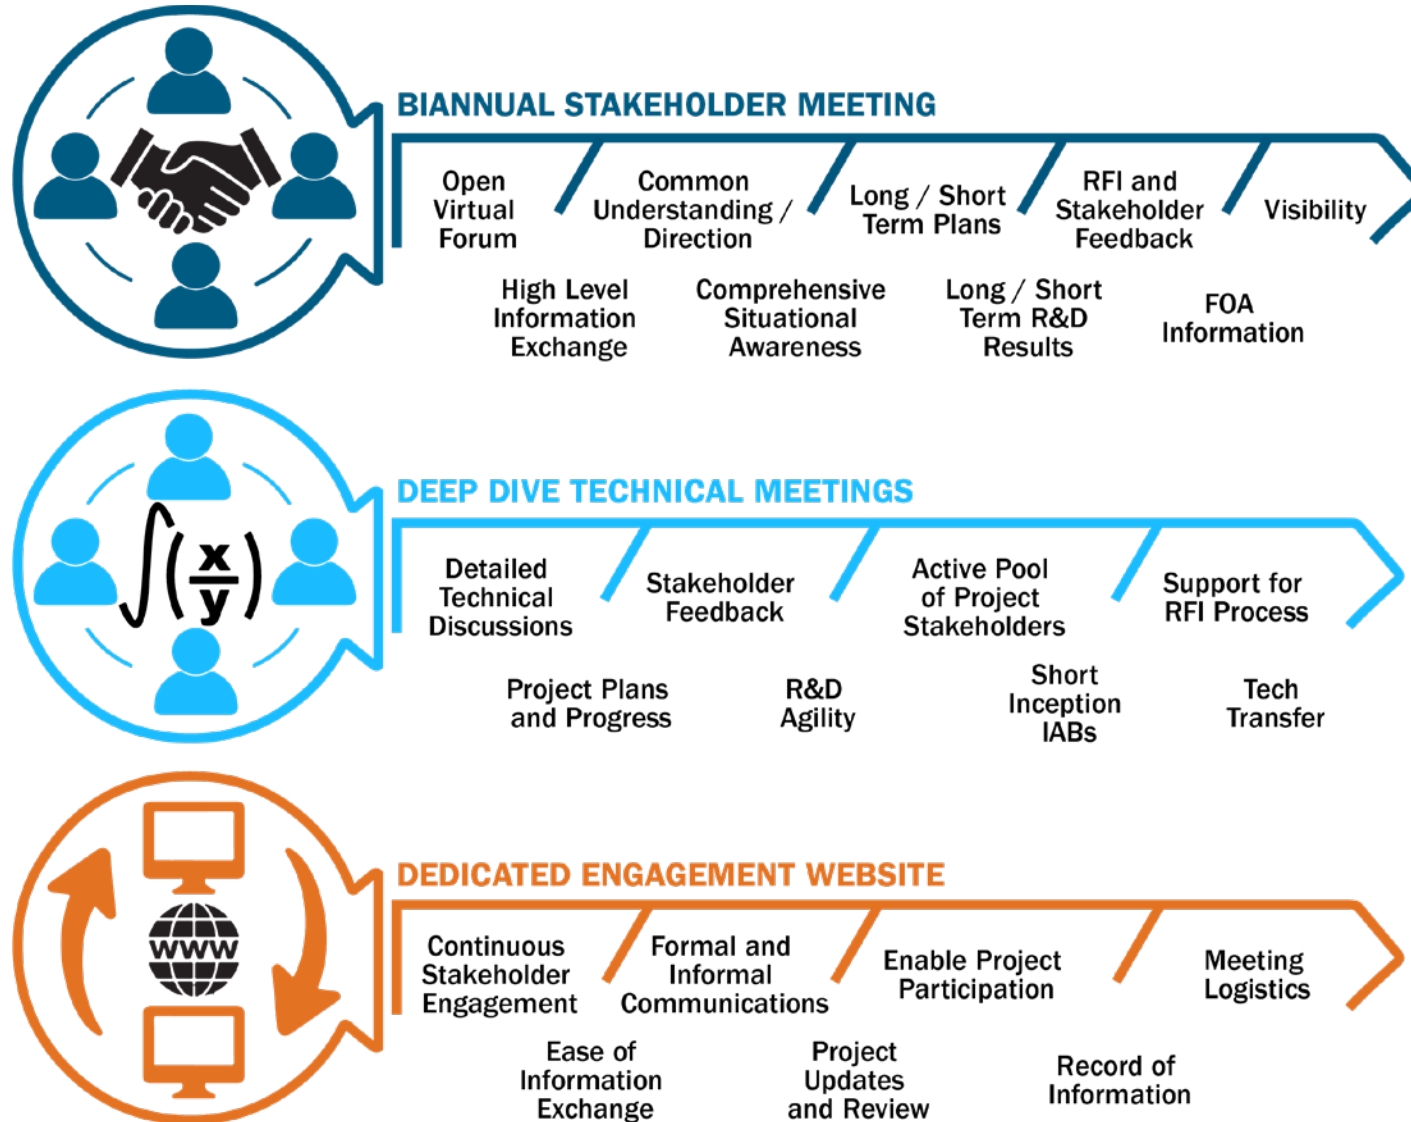 BIANNUAL STAKEHOLDER MEETING
Open
Virtual
Forum
Common
Understanding /
Direction
Long / Short
Term Plans
RFI and
Stakeholder
Feedback
Visibility
High Level
Information
Exchange
Comprehensive
Situational
Awareness
Long / Short
Term R&D
Results
FOA
Information
DEEP DIVE TECHNICAL MEETINGS
∫(x/y)
Detailed
Technical
Discussions
Stakeholder
Feedback
Active Pool
of Project
Stakeholders
Support for
RFI Process
Project Plans
and Progress
R&D
Agility
Short
Inception
IABs
Tech
Transfer
DEDICATED ENGAGEMENT WEBSITE
WWW
Continuous
Stakeholder
Engagement
Formal and
Informal
Communications
Enable Project
Participation
Meeting
Logistics
Ease of
Information
Exchange
Project
Updates
and Review
Record of
Information